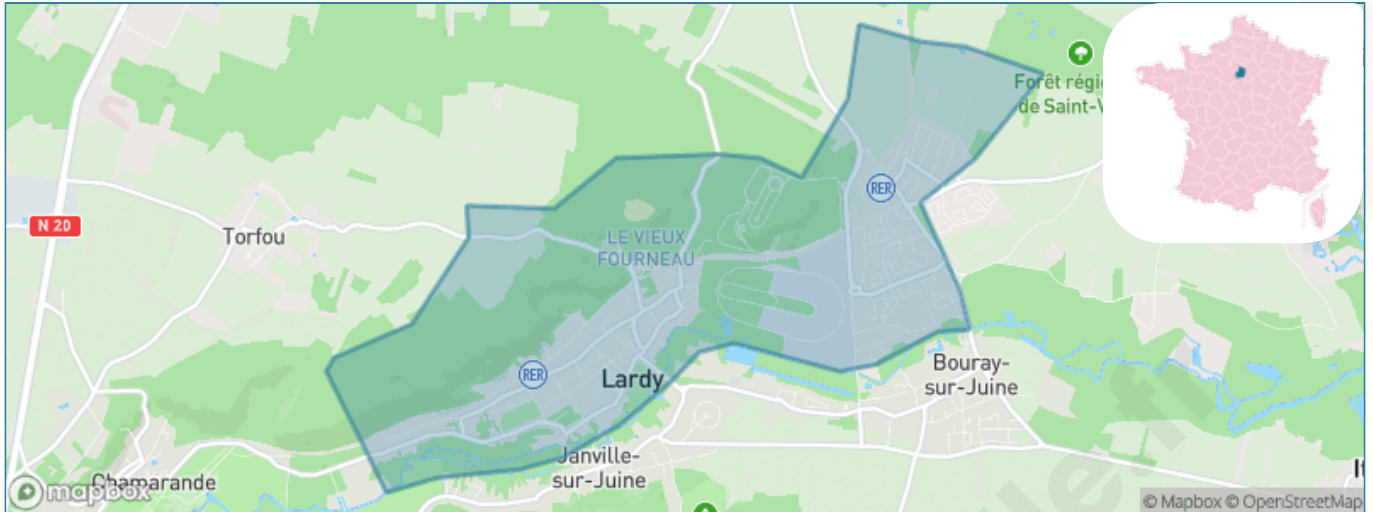 Forêt régi
de Saint-V
RER
N 20
Torfou
LE VIEUX
FOURNEAU
RER
Lardy
Bouray-
sur-Juine
Janville-
sur-Juine
Chamarande
It
mapbox
© Mapbox © OpenStreetMap